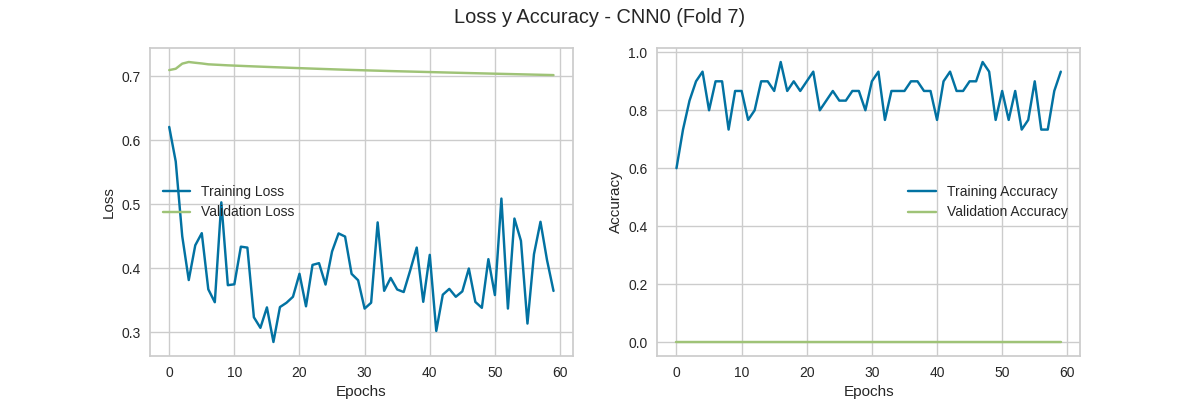 Loss y Accuracy - CNN0 (Fold 7)
0.7
0.6
0.5
0.4
0.3
Loss
Training Loss
Validation Loss
0 10 20 30 40 50 60
Epochs
1.0
0.8
0.6
0.4
0.2
0.0
Accuracy
Training Accuracy
Validation Accuracy
0 10 20 30 40 50 60
Epochs